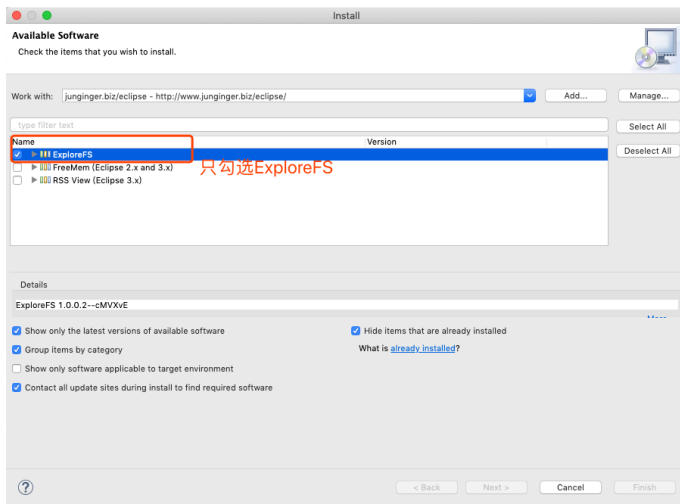 Install
Available Software
Check the items that you wish to install.
Work with: junginger.biz/eclipse - http://www.junginger.biz/eclipse/ Add... Manage...
type filter text
Select All
Name Version
Deselect All
ExploreFS
FreeMem (Eclipse 2.x and 3.x)
RSS View (Eclipse 3.x)
只勾选ExploreFS
Details
ExploreFS 1.0.0.2--cMVXvE
Show only the latest versions of available software
Hide items that are already installed
Group items by category
What is already installed?
Show only software applicable to target environment
Contact all update sites during install to find required software
? < Back Next > Cancel Finish